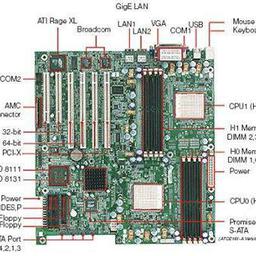 GigE LAN
ATI Rage XL
Broadcom
LAN1
LAN2
VGA
COM1
USB
Mouse
Keyboa
COM2
AMC
nnector
32-bit
64-bit
PCI-X
8111
8131
Power
IDES,P
Floppy
Floppy
TA Port
4,2,1,3
CPU1 (H
H1 Mem
DIMM 2,
H0 Mem
DIMM 1,
Power
CPU0 (H
Promise
S-ATA